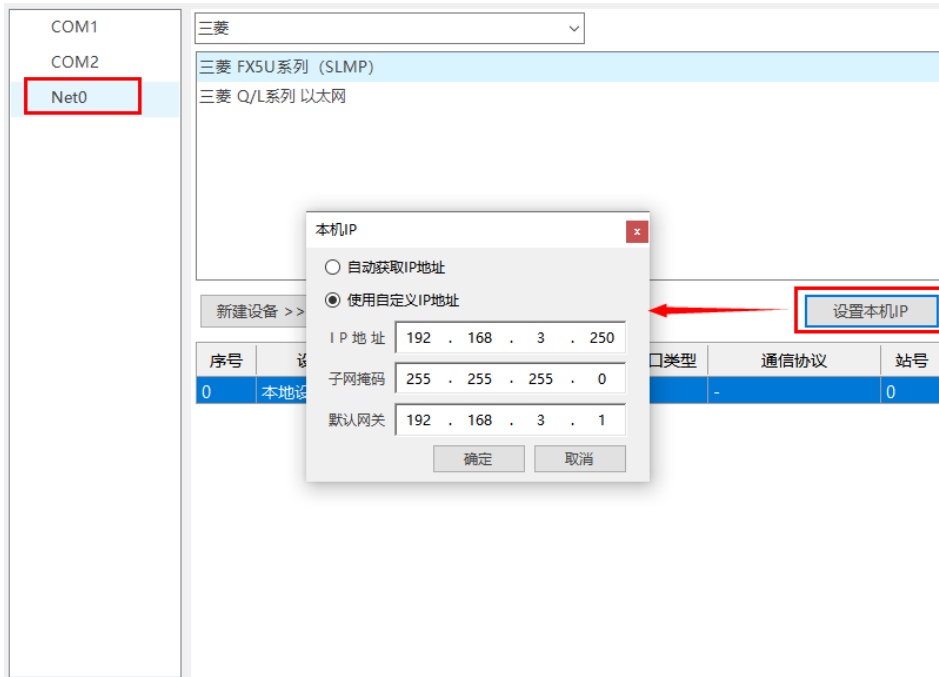 COM1
COM2
Net0
三菱
三菱 FX5U系列（SLMP）
三菱 Q/L系列 以太网
本机IP
x
自动获取IP地址
使用自定义IP地址
IP地址 192 . 168 . 3 . 250
子网掩码 255 . 255 . 255 . 0
默认网关 192 . 168 . 3 . 1
确定 取消
新建设备 >>
设置本机IP
序号 设 口类型 通信协议 站号
0 本地设 - 0